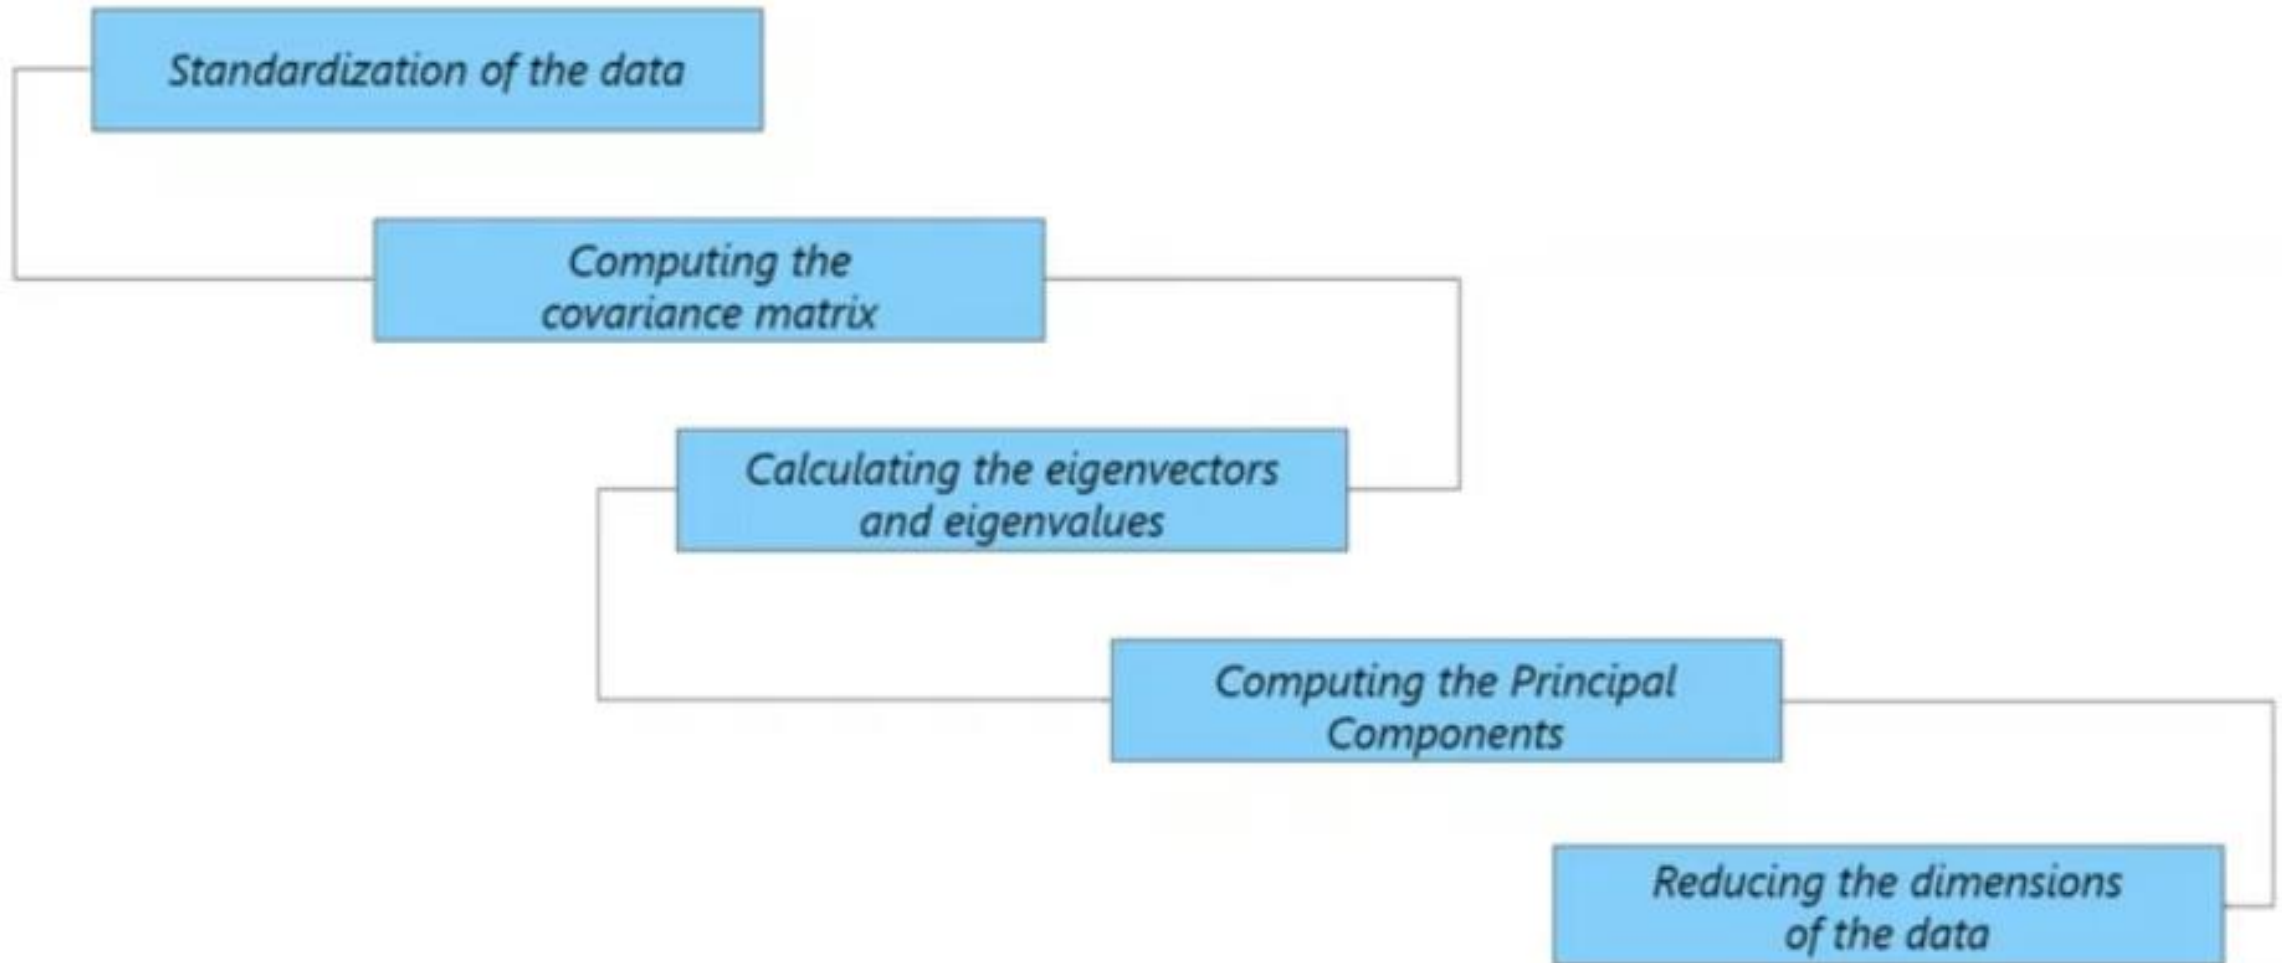 Standardization of the data
Computing the
covariance matrix
Calculating the eigenvectors
and eigenvalues
Computing the Principal
Components
Reducing the dimensions
of the data